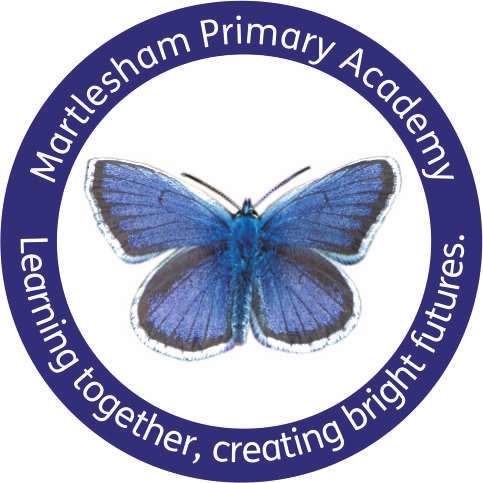 Martlesham Primary Academy
Learning together, creating bright futures.